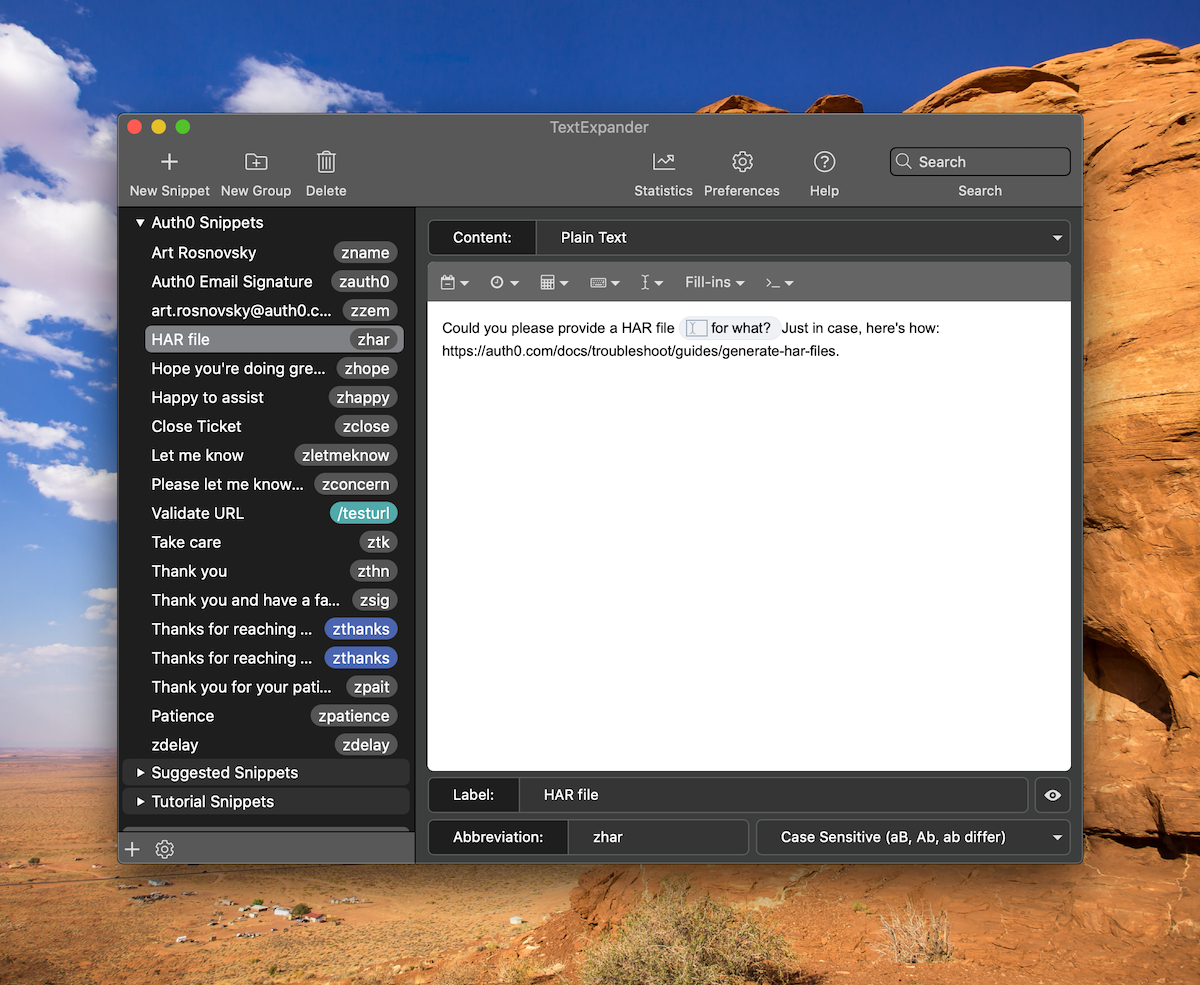 TextExpander
New Snippet
New Group
Delete
Statistics
Preferences
Help
Search
Search
Auth0 Snippets
Art Rosnovsky zname
Auth0 Email Signature zauth0
art.rosnovsky@auth0.c... zzem
HAR file zhar
Hope you're doing gre... zhope
Happy to assist zhappy
Close Ticket zclose
Let me know zletmeknow
Please let me know... zconcern
Validate URL /testurl
Take care ztk
Thank you zthn
Thank you and have a fa... zsig
Thanks for reaching ... zthanks
Thanks for reaching ... zthanks
Thank you for your pati... zpait
Patience zpatience
zdelay zdelay
Suggested Snippets
Tutorial Snippets
Content: Plain Text
Fill-ins
Could you please provide a HAR file for what? Just in case, here's how:
https://auth0.com/docs/troubleshoot/guides/generate-har-files.
Label: HAR file
Abbreviation: zhar Case Sensitive (aB, Ab, ab differ)